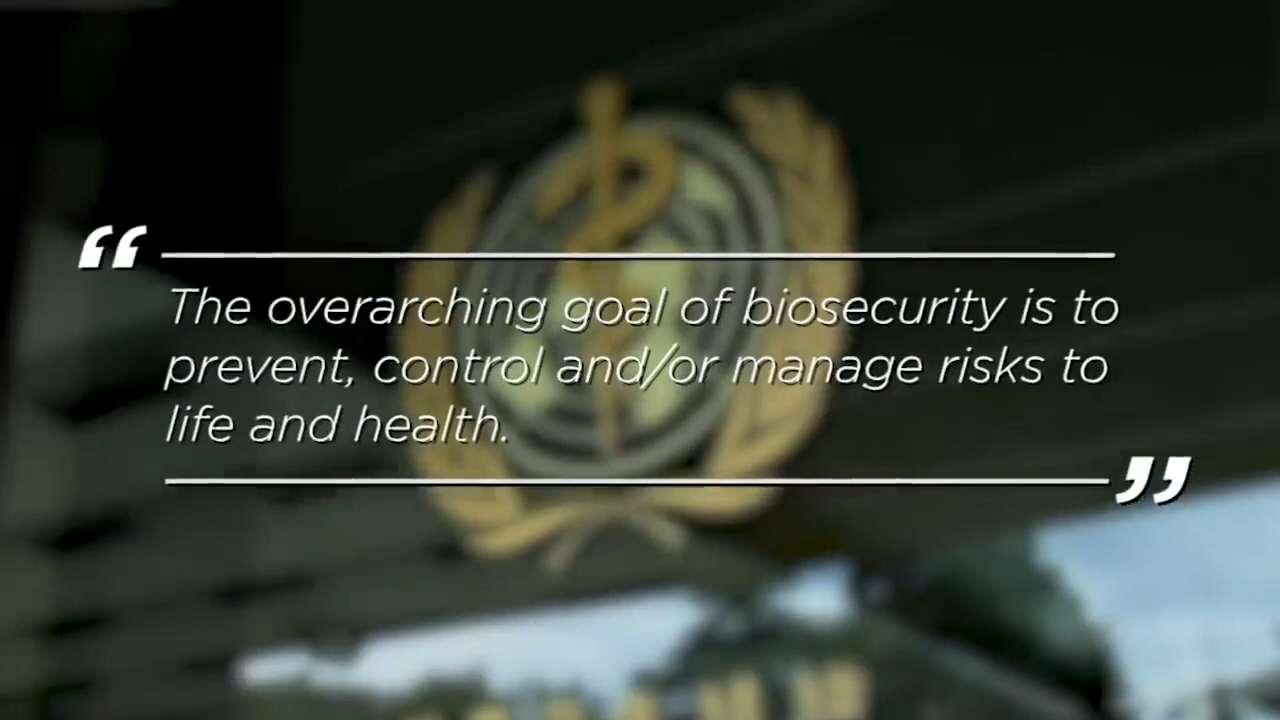 “
The overarching goal of biosecurity is to
prevent, control and/or manage risks to
life and health.
”